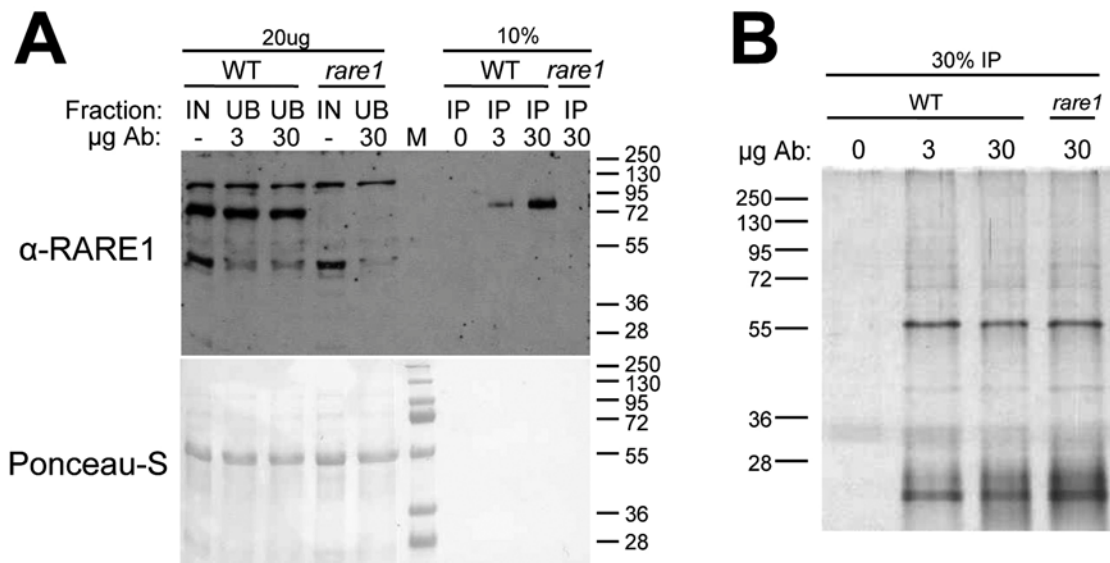 A
20ug 10%
WT rare1 WT rare1
Fraction: IN UB UB IN UB IP IP IP IP
µg Ab: - 3 30 - 30 M 0 3 30 30
α-RARE1
250
130
95
72
55
36
28
Ponceau-S
250
130
95
72
55
36
28
B
30% IP
WT rare1
µg Ab: 0 3 30 30
250
130
95
72
55
36
28